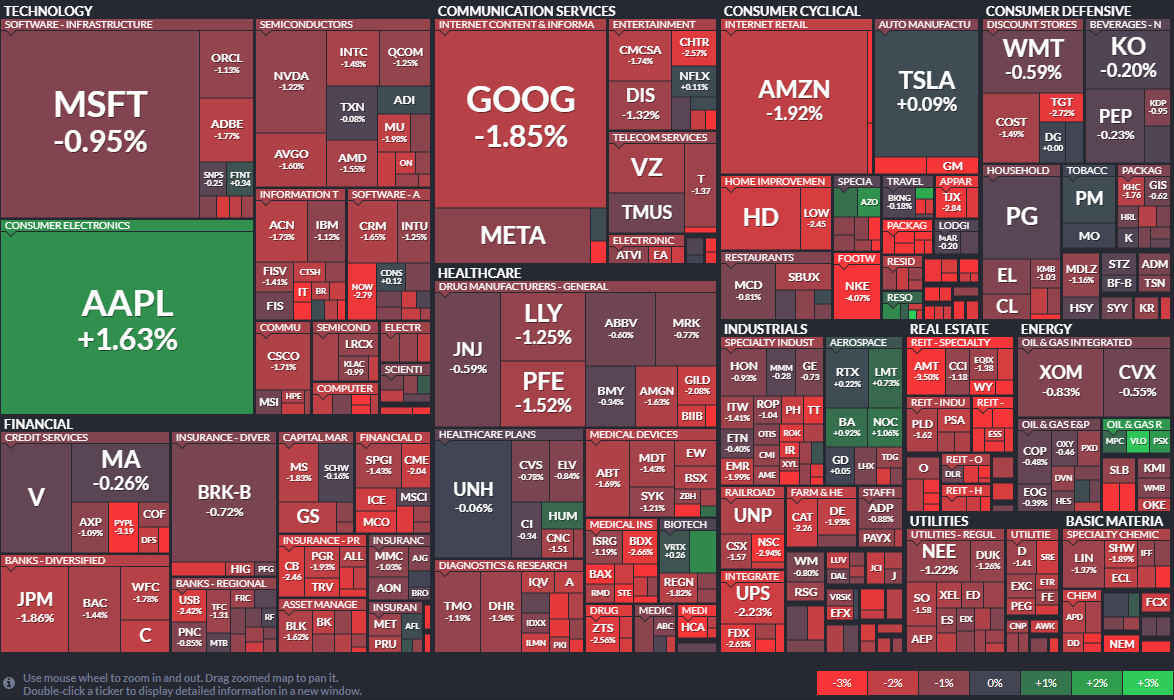 TECHNOLOGY
SOFTWARE - INFRASTRUCTURE
MSFT
-0.95%
ORCL
-1.13%
ADBE
-1.77%
SNPS
-0.25
FTNT
+0.34
SEMICONDUCTORS
NVDA
-1.22%
INTC
-1.48%
QCOM
-1.25%
TXN
-0.08%
ADI
AVGO
-1.60%
AMD
-1.55%
MU
-1.98%
ON
CONSUMER ELECTRONICS
AAPL
+1.63%
INFORMATION T
ACN
-1.73%
IBM
-1.12%
FISV
-1.41%
CTSH
IT
BR
FIS
SOFTWARE - A
CRM
-1.65%
INTU
-1.25%
NOW
-2.79
CDNS
+0.12
COMMU
CSCO
-1.71%
MSI
HPE
SEMICOND
LRCX
KLAC
-0.99
COMPUTER
ELECTR
SCIENTI
COMMUNICATION SERVICES
INTERNET CONTENT & INFORMA
GOOG
-1.85%
META
ENTERTAINMENT
CMCSA
-1.74%
CHTR
-2.57%
NFLX
+0.11%
DIS
-1.32%
TELECOM SERVICES
VZ
T
-1.37
TMUS
ELECTRONIC
ATVI
EA
CONSUMER CYCLICAL
INTERNET RETAIL
AMZN
-1.92%
AUTO MANUFACTU
TSLA
+0.09%
GM
HOME IMPROVEMEN
HD
LOW
-2.45
SPECIA
AZO
TRAVEL
BKNG
-0.18%
APPAR
TJX
-2.84
PACKAG
LODGI
MAR
-0.20
RESTAURANTS
MCD
-0.81%
SBUX
FOOTW
NKE
-4.07%
RESID
RESO
CONSUMER DEFENSIVE
DISCOUNT STORES
WMT
-0.59%
COST
-1.49%
TGT
-2.72%
DG
+0.00
BEVERAGES - N
KO
-0.20%
PEP
-0.23%
KDP
-0.95
HOUSEHOLD
PG
EL
KMB
-1.03
CL
TOBACC
PM
MO
PACKAG
KHC
-1.76
GIS
-0.62
HRL
K
MDLZ
-1.16%
HSY
STZ
BF-B
ADM
TSN
SYY
KR
HEALTHCARE
DRUG MANUFACTURERS - GENERAL
JNJ
-0.59%
LLY
-1.25%
PFE
-1.52%
ABBV
-0.60%
MRK
-0.77%
BMY
-0.34%
AMGN
-1.63%
GILD
-2.08%
BIIB
HEALTHCARE PLANS
UNH
-0.06%
CVS
-0.78%
ELV
-0.84%
CI
-0.34
HUM
CNC
-1.51
MEDICAL DEVICES
ABT
-1.69%
MDT
-1.43%
SYK
-1.21%
EW
BSX
ZBH
MEDICAL INS
ISRG
-1.19%
BDX
-2.66%
BAX
RMD
STE
BIOTECH
VRTX
+0.26
REGN
-1.82%
DIAGNOSTICS & RESEARCH
TMO
-1.19%
DHR
-1.34%
IQV
A
IDXX
ILMN
PKI
DRUG
ZTS
-2.56%
MEDIC
ABC
MEDI
HCA
FINANCIAL
CREDIT SERVICES
V
MA
-0.26%
AXP
-1.09%
PYPL
-3.19
COF
DFS
INSURANCE - DIVER
BRK-B
-0.72%
HIG
PFG
CAPITAL MAR
MS
-1.83%
SCHW
-0.16%
GS
FINANCIAL D
SPGI
-1.43%
CME
-2.04
ICE
MSCI
MCO
BANKS - DIVERSIFIED
JPM
-1.86%
BAC
-1.44%
WFC
-1.78%
C
BANKS - REGIONAL
USB
-2.42%
TFC
-1.31
FRC
RF
PNC
-0.85%
MTB
INSURANCE - PR
CB
-2.46
PGR
-1.93%
ALL
TRV
INSURANC
MMC
-1.03%
AJG
AON
BRO
ASSET MANAGE
BLK
-1.62%
BK
INSURAN
MET
AFL
PRU
INDUSTRIALS
SPECIALTY INDUST
HON
-0.93%
MMM
-0.28
GE
-0.73
ITW
-1.41%
ROP
-1.04
PH
TT
ETN
-0.40%
OTIS
ROK
CMI
IR
EMR
-1.99%
AME
XYL
AEROSPACE
RTX
+0.22%
LMT
+0.73%
BA
+0.92%
NOC
+1.06%
GD
+0.05
LHX
TDG
RAILROAD
UNP
CSX
-1.57
NSC
-2.94%
FARM & HE
CAT
-2.26
DE
-1.93%
STAFFI
ADP
-0.88%
PAYX
INTEGRATE
UPS
-2.23%
FDX
-2.61%
WM
-0.80%
RSG
LUV
DAL
JCI
J
VRSK
EFX
REAL ESTATE
REIT - SPECIALTY
AMT
-3.50%
CCI
-1.18
EQIX
-1.38
WY
REIT - INDU
PLD
-1.62
PSA
REIT -
ESS
O
REIT - O
DLR
REIT - H
ENERGY
OIL & GAS INTEGRATED
XOM
-0.83%
CVX
-0.55%
OIL & GAS E&P
COP
-0.48%
OXY
-0.46
PXD
DVN
EOG
-0.39%
HES
OIL & GAS R
MPC
VLO
PSX
SLB
KMI
WMB
OKE
UTILITIES
UTILITIES - REGUL
NEE
-1.22%
DUK
-1.26%
SO
-1.58
XEL
ED
ES
EIX
AEP
UTILITIE
D
-1.41
SRE
EXC
ETR
FE
PEG
CNP
AWK
BASIC MATERIA
SPECIALTY CHEMIC
LIN
-1.37%
SHW
-1.89%
IFF
ECL
CHEM
APD
DD
FCX
NEM
Use mouse wheel to zoom in and out. Drag zoomed map to pan it.
Double-click a ticker to display detailed information in a new window.
-3%
-2%
-1%
0%
+1%
+2%
+3%